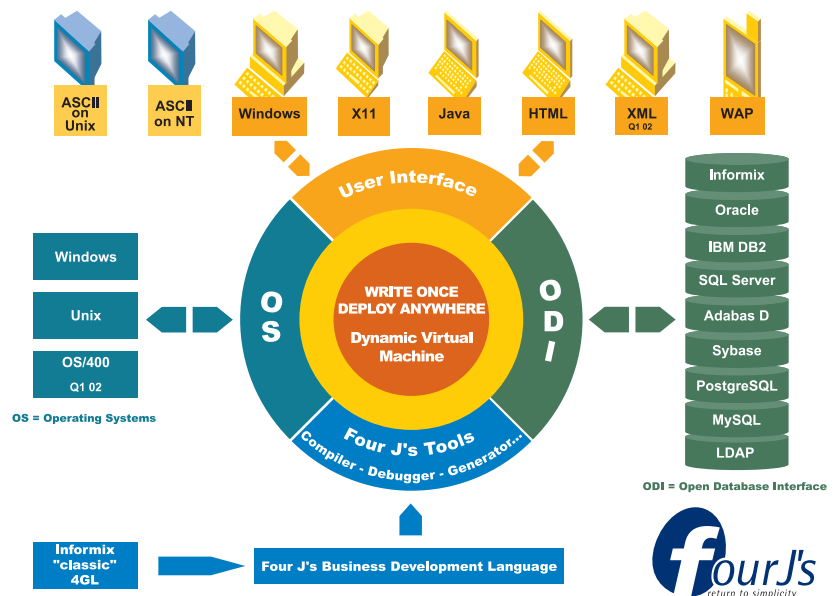 ASCII
on
Unix
ASCII
on NT
Windows
X11
Java
HTML
XML
Q1 02
WAP
User Interface
OS
ODI
WRITE ONCE
DEPLOY ANYWHERE
Dynamic Virtual
Machine
Four J's Tools
Compiler - Debugger - Generator...
Windows
Unix
OS/400
Q1 02
OS = Operating Systems
Informix
Oracle
IBM DB2
SQL Server
Adabas D
Sybase
PostgreSQL
MySQL
LDAP
ODI = Open Database Interface
Informix
"classic"
4GL
Four J's Business Development Language
fourJ's
return to simplicity